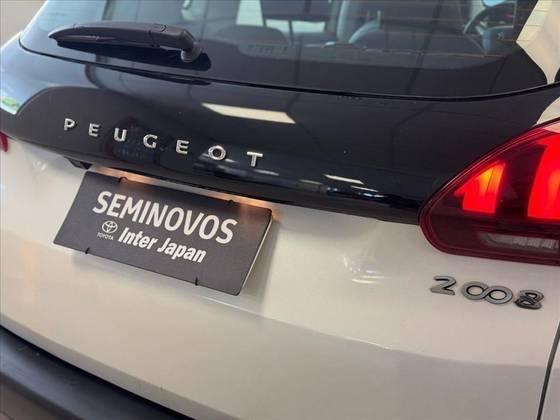 PEUGEOT
SEMINOVOS
TOYOTA Inter Japan
2008